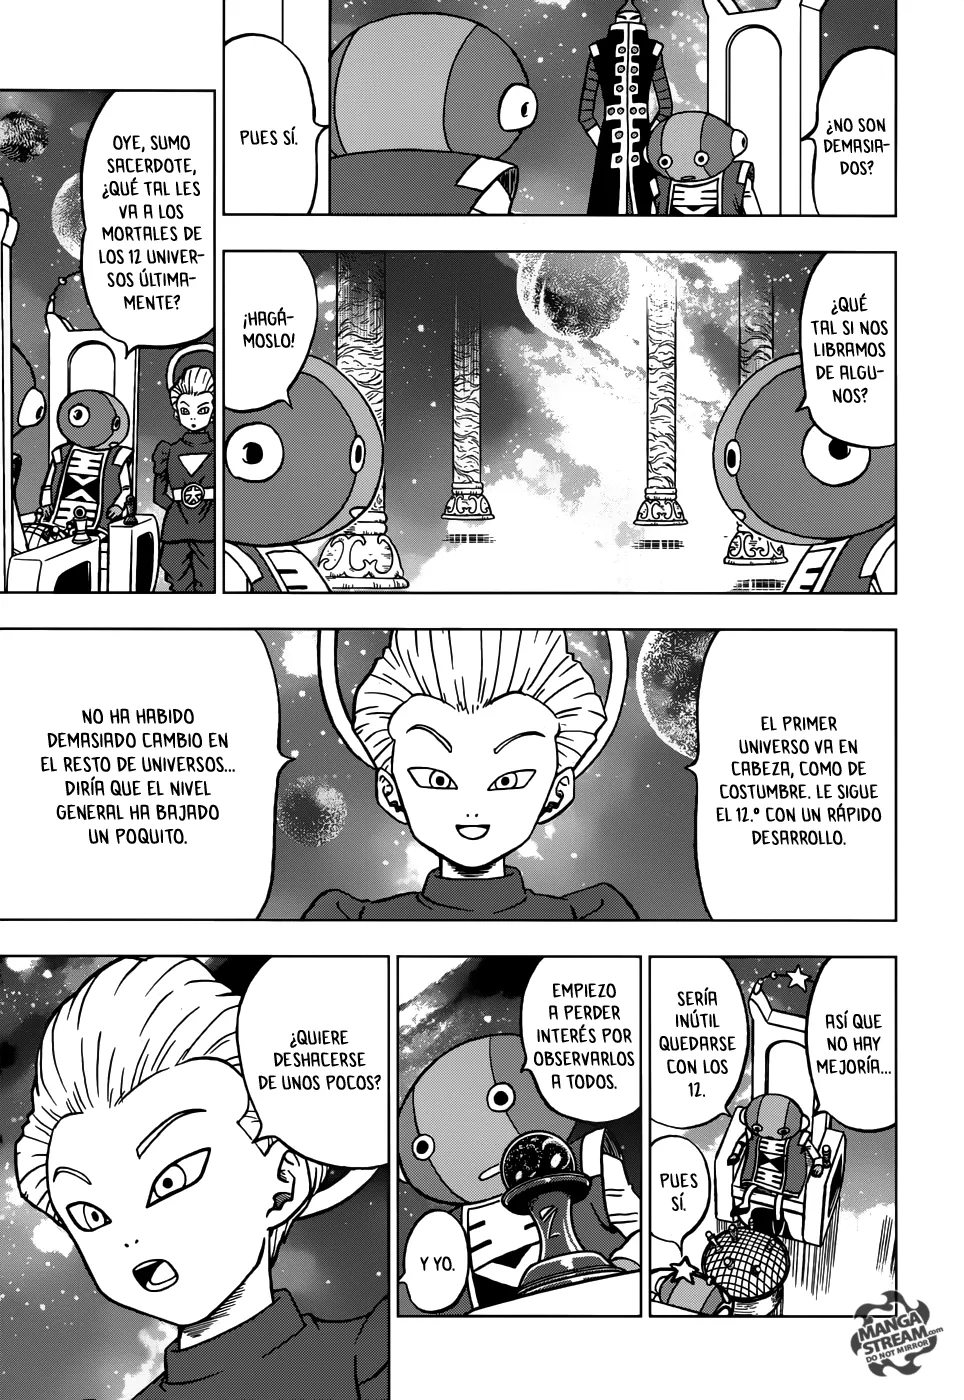 ¿NO SON
DEMASIA-
DOS?
PUES SÍ.
¿QUÉ
TAL SI NOS
LIBRAMOS
DE ALGU-
NOS?
¡HAGÁ-
MOSLO!
OYE, SUMO
SACERDOTE,
¿QUÉ TAL LES
VA A LOS
MORTALES DE
LOS 12 UNIVER-
SOS ÚLTIMA-
MENTE?
EL PRIMER
UNIVERSO VA EN
CABEZA, COMO DE
COSTUMBRE. LE SIGUE
EL 12.º CON UN RÁPIDO
DESARROLLO.
NO HA HABIDO
DEMASIADO CAMBIO EN
EL RESTO DE UNIVERSOS...
DIRÍA QUE EL NIVEL
GENERAL HA BAJADO
UN POQUITO.
ASÍ QUE
NO HAY
MEJORÍA...
SERÍA
INÚTIL
QUEDARSE
CON LOS
12.
PUES
SÍ.
EMPIEZO
A PERDER
INTERÉS POR
OBSERVARLOS
A TODOS.
Y YO.
¿QUIERE
DESHACERSE
DE UNOS POCOS?
MANGA
STREAM.com
DO NOT MIRROR